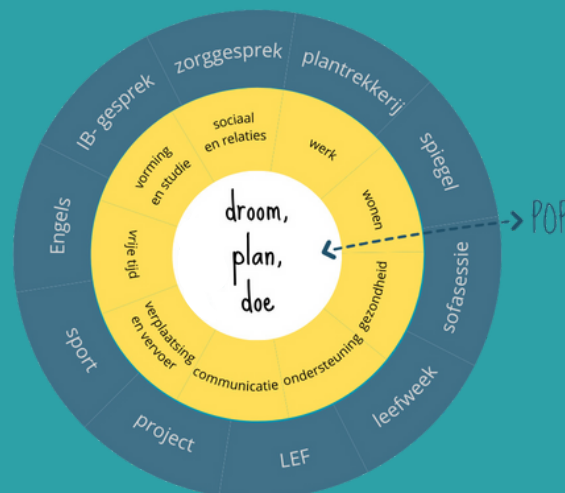 zorggesprek
plantrekkerij
spiegel
sofasessie
leefweek
LEF
project
sport
Engels
IB- gesprek
sociaal
en relaties
werk
wonen
gezondheid
ondersteuning
communicatie
verplaatsing
en vervoer
vrije tijd
vorming
en studie
droom,
plan,
doe
POP